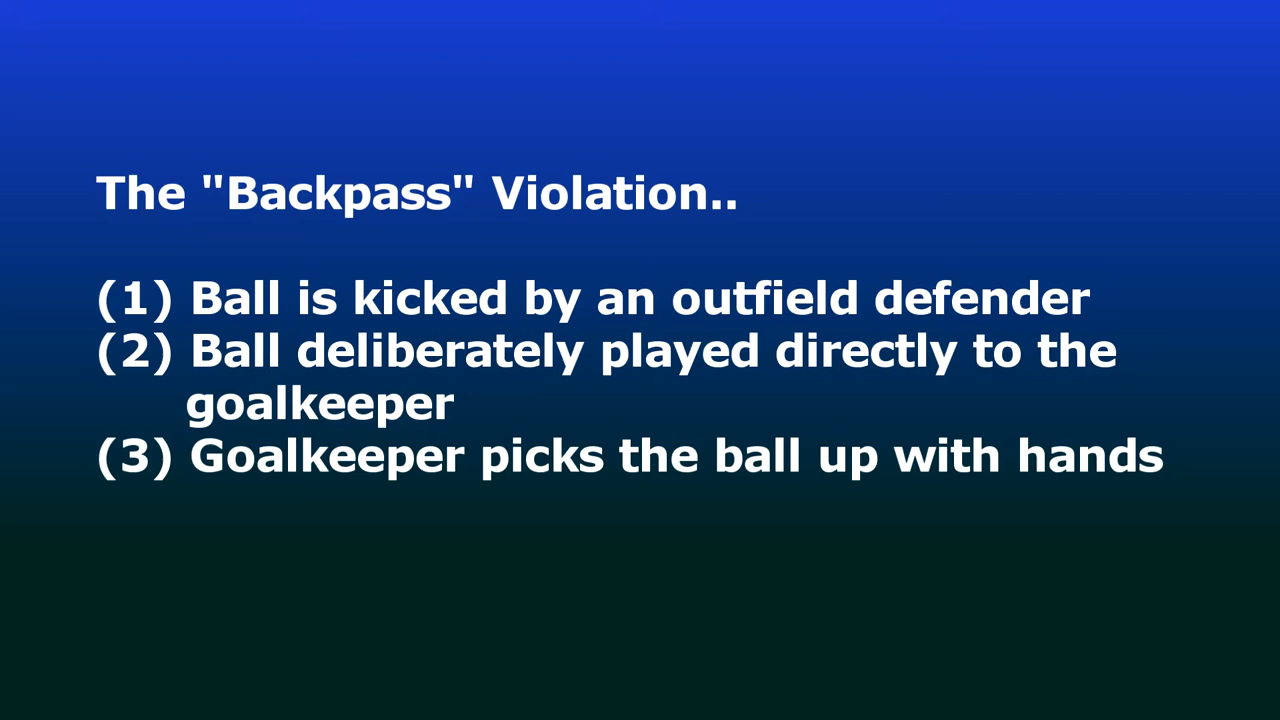 The "Backpass" Violation..
(1) Ball is kicked by an outfield defender
(2) Ball deliberately played directly to the
goalkeeper
(3) Goalkeeper picks the ball up with hands